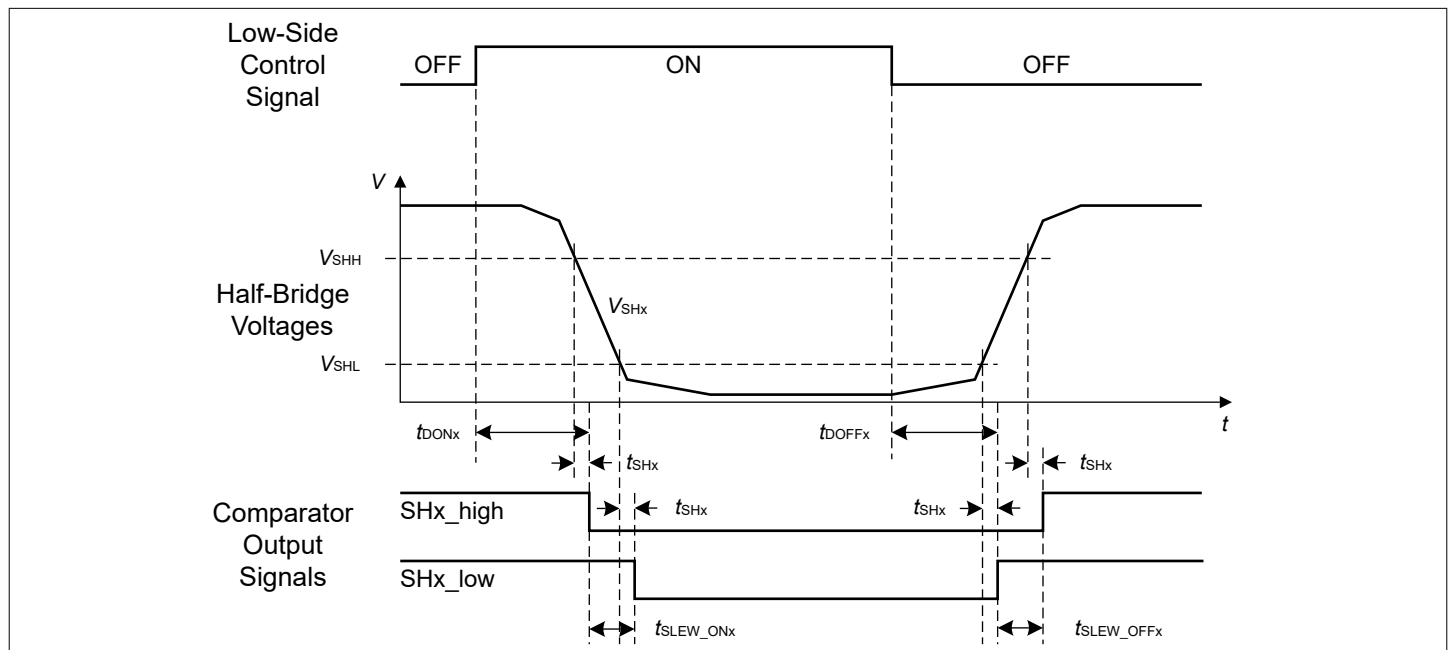 Low-Side
Control
Signal
OFF
ON
OFF
V
VSHH
Half-Bridge
Voltages
VSHx
VSHL
t
tDONx
tDOFFx
tSHx
tSHx
Comparator
Output
Signals
SHx_high
tSHx
tSHx
SHx_low
tSLEW_ONx
tSLEW_OFFx